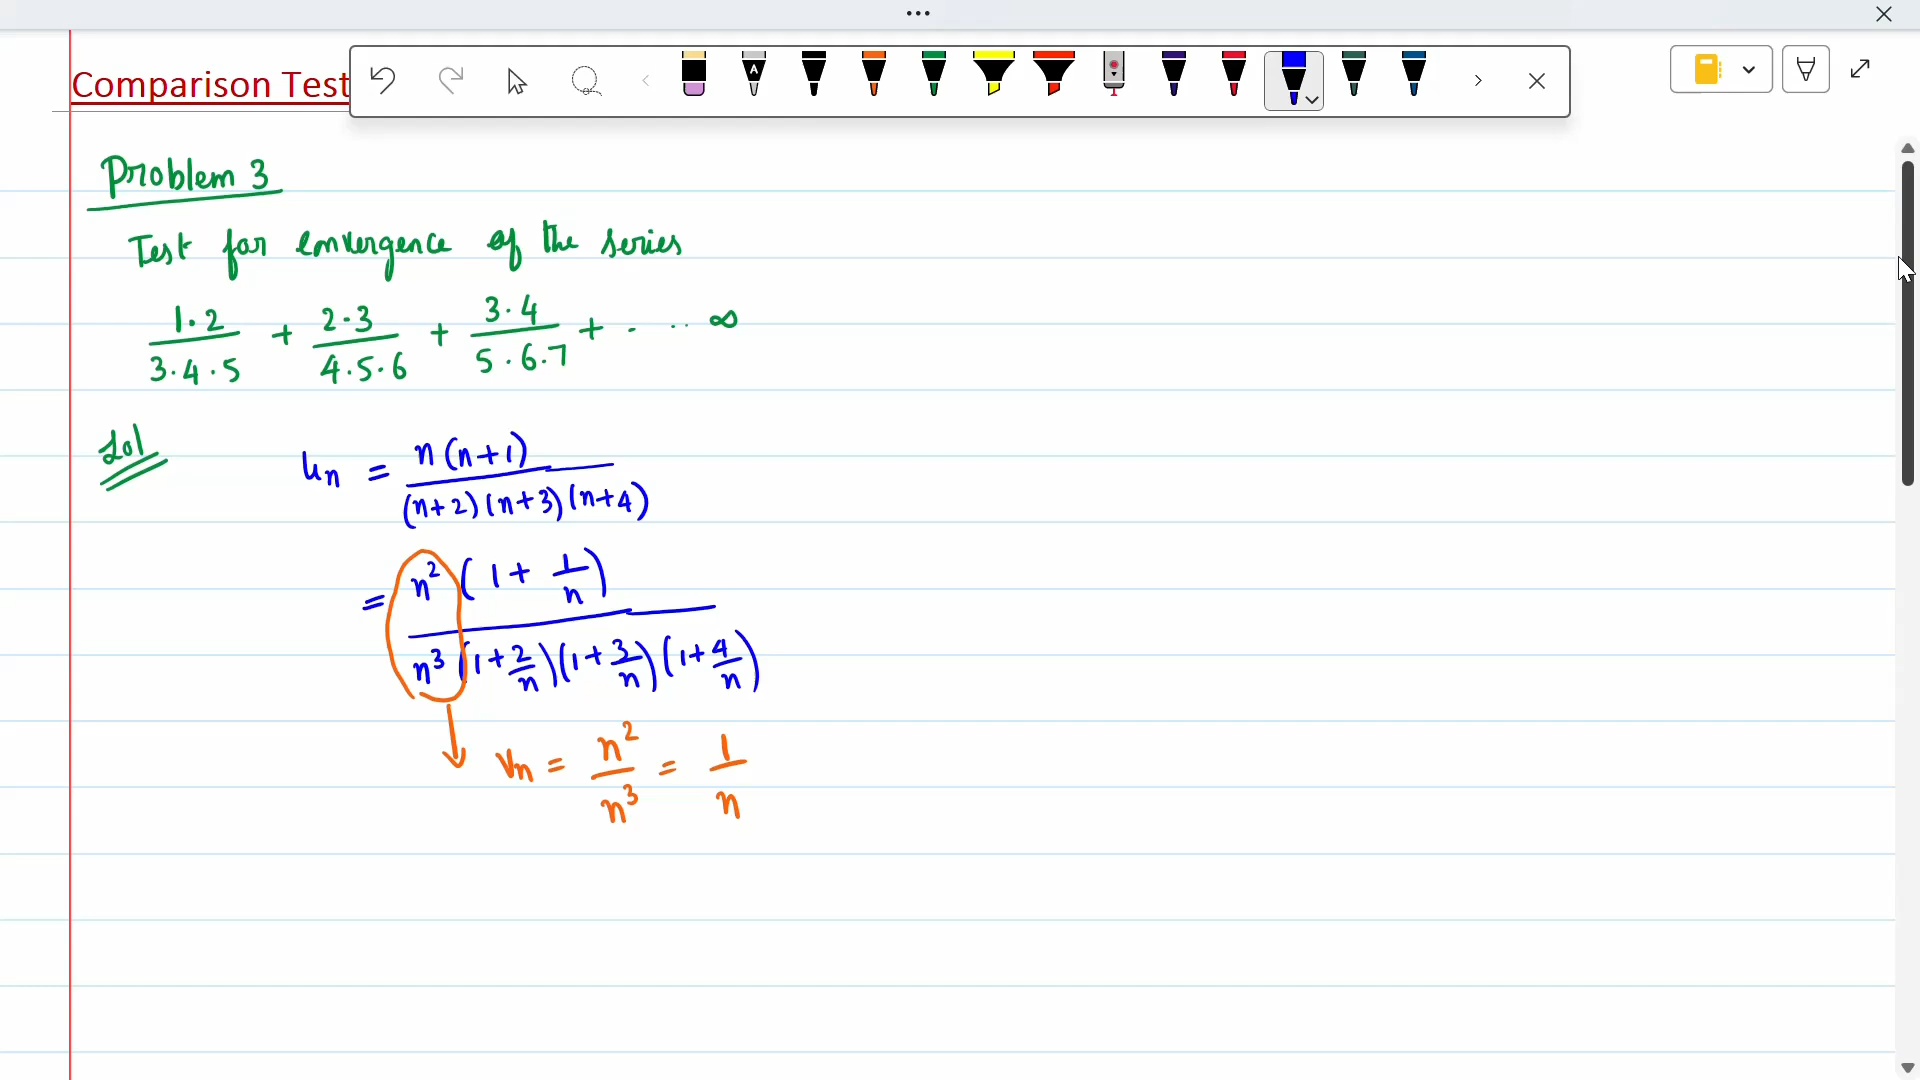 Comparison Test
Problem 3
Test for convergence of the series
1·2/3·4·5 + 2·3/4·5·6 + 3·4/5·6·7 + · ·· ∞
Sol
un = n(n+1)/(n+2)(n+3)(n+4)
= n²(1+1/n)/n³(1+2/n)(1+3/n)(1+4/n)
vn = n²/n³ = 1/n